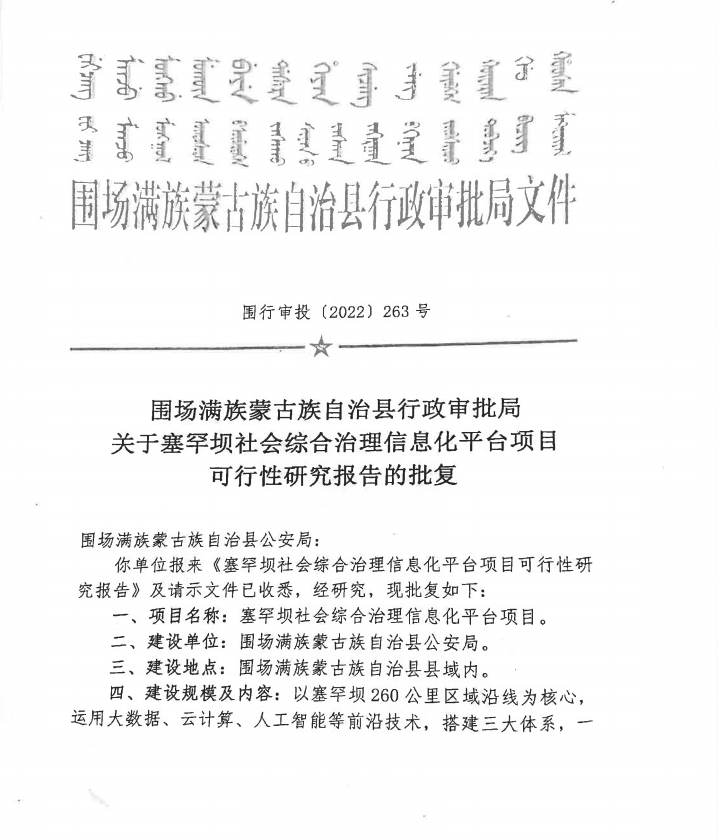 围场满族蒙古族自治县行政审批局文件
围行审投〔2022〕263 号
围场满族蒙古族自治县行政审批局
关于塞罕坝社会综合治理信息化平台项目
可行性研究报告的批复
围场满族蒙古族自治县公安局：
你单位报来《塞罕坝社会综合治理信息化平台项目可行性研
究报告》及请示文件已收悉，经研究，现批复如下：
一、项目名称：塞罕坝社会综合治理信息化平台项目。
二、建设单位：围场满族蒙古族自治县公安局。
三、建设地点：围场满族蒙古族自治县县域内。
四、建设规模及内容：以塞罕坝 260 公里区域沿线为核心，
运用大数据、云计算、人工智能等前沿技术，搭建三大体系，一